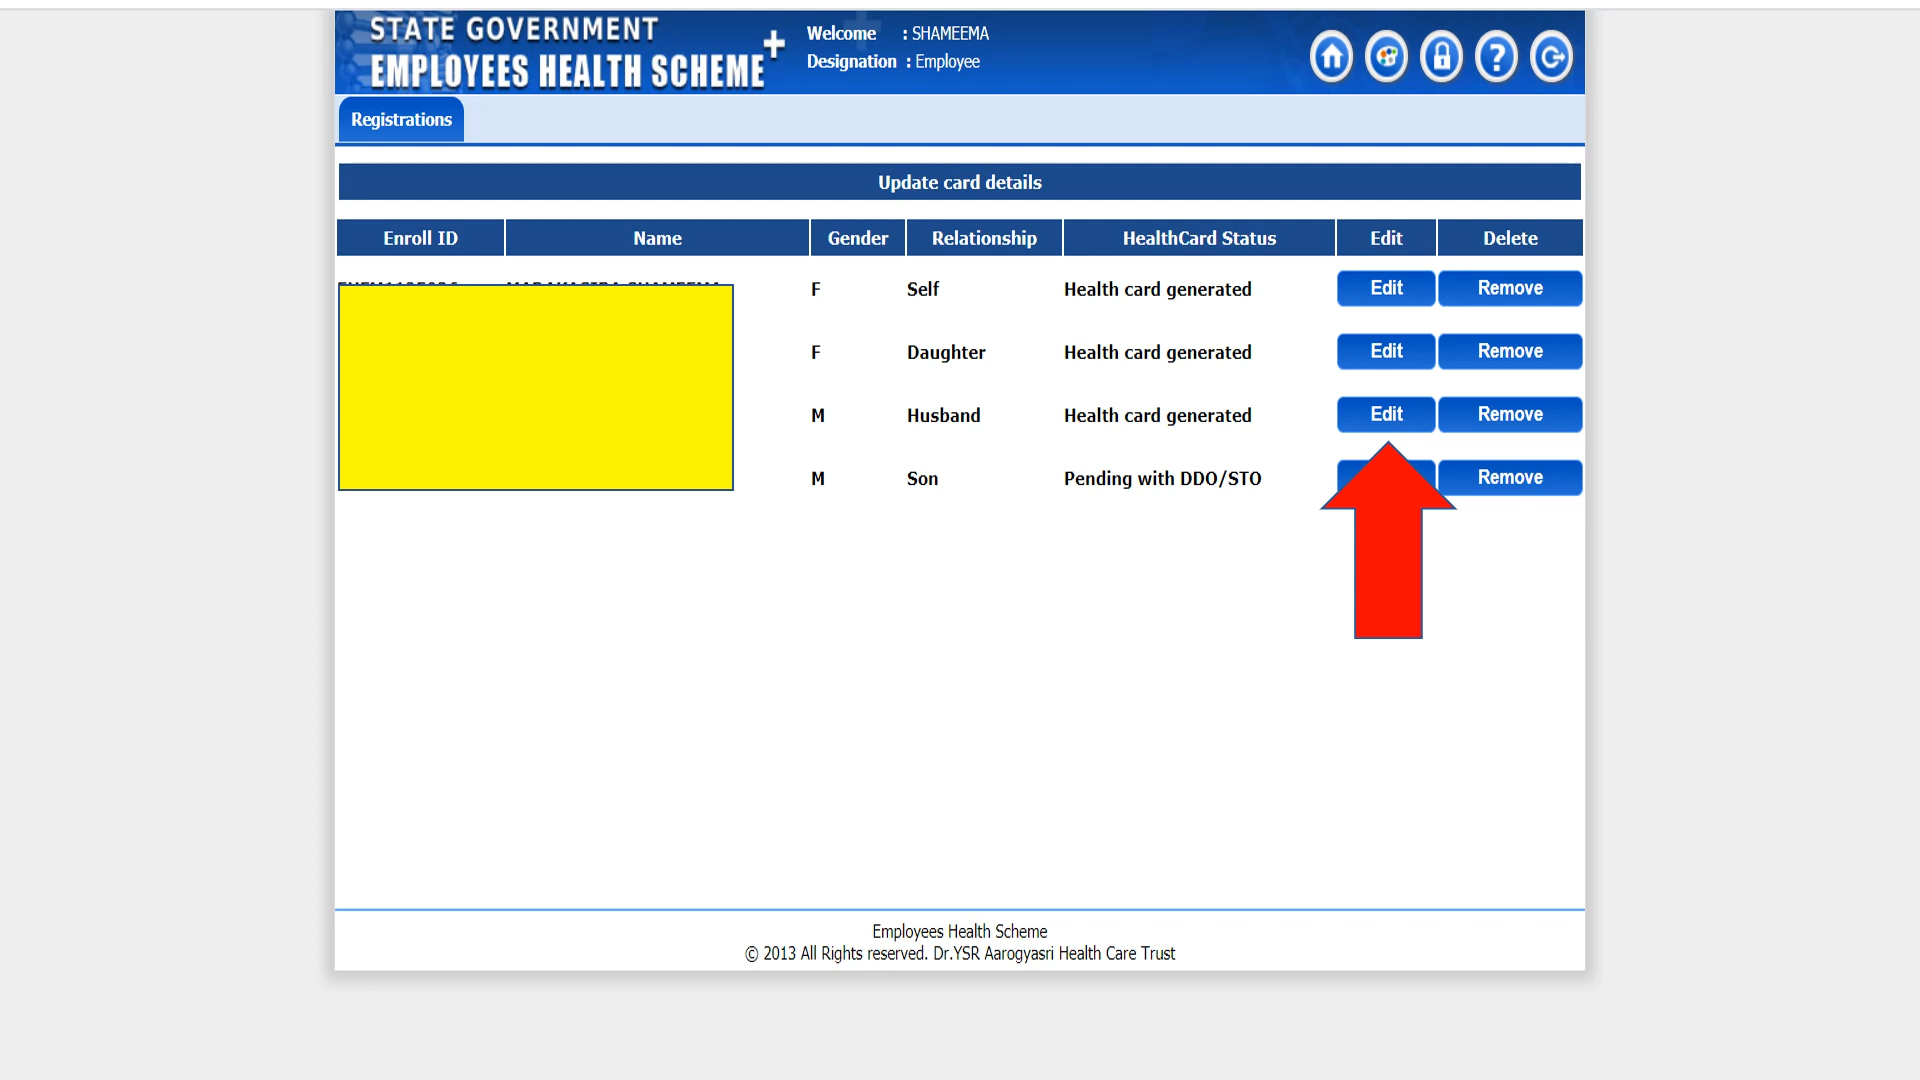 STATE GOVERNMENT
EMPLOYEES HEALTH SCHEME
Welcome : SHAMEEMA
Designation : Employee
Registrations
Update card details
Enroll ID Name Gender Relationship HealthCard Status Edit Delete
F Self Health card generated Edit Remove
F Daughter Health card generated Edit Remove
M Husband Health card generated Edit Remove
M Son Pending with DDO/STO Remove
Employees Health Scheme
© 2013 All Rights reserved. Dr.YSR Aarogyasri Health Care Trust